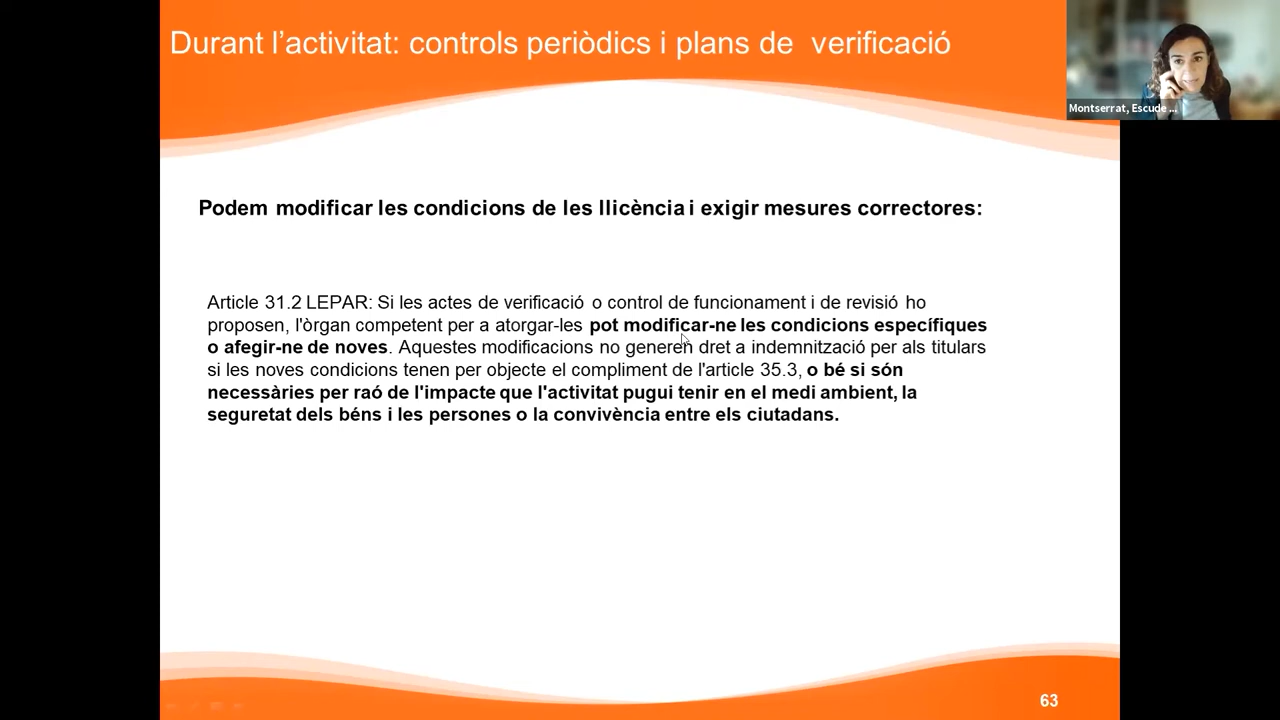 Durant l’activitat: controls periòdics i plans de verificació
Montserrat, Escude ...
Podem modificar les condicions de les llicència i exigir mesures correctores:
Article 31.2 LEPAR: Si les actes de verificació o control de funcionament i de revisió ho
proposen, l'òrgan competent per a atorgar-les pot modificar-ne les condicions específiques
o afegir-ne de noves. Aquestes modificacions no generen dret a indemnització per als titulars
si les noves condicions tenen per objecte el compliment de l'article 35.3, o bé si són
necessàries per raó de l'impacte que l'activitat pugui tenir en el medi ambient, la
seguretat dels béns i les persones o la convivència entre els ciutadans.
63